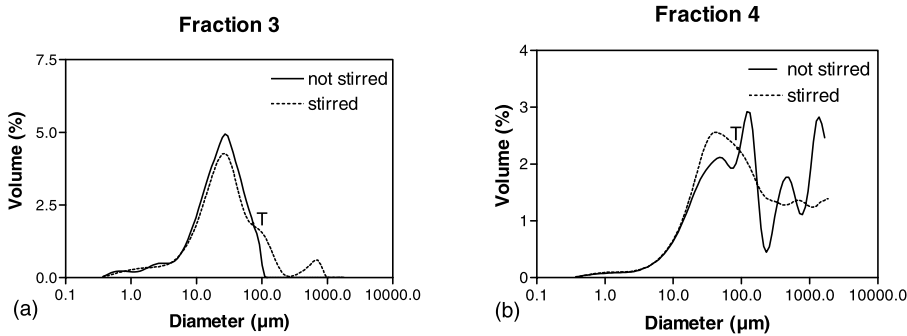 Fraction 3
7.5
5.0
2.5
0.0
Volume (%)
not stirred
stirred
T
0.1 1.0 10.0 100.0 1000.0 10000.0
Diameter (µm)
(a)
Fraction 4
4
3
2
1
0
Volume (%)
not stirred
stirred
T
0.1 1.0 10.0 100.0 1000.0 10000.0
Diameter (µm)
(b)